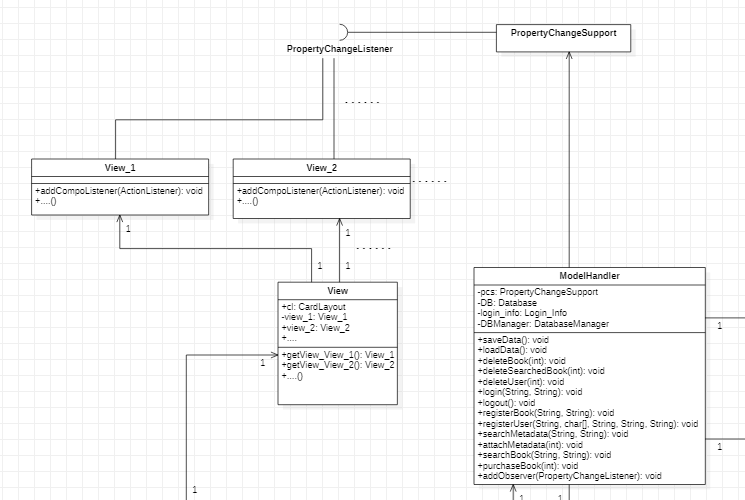 PropertyChangeSupport
PropertyChangeListener
......
View_1
+addCompoListener(ActionListener): void
+....()
View_2
+addCompoListener(ActionListener): void
+....()
......
1
1
......
1
1
View
+cl: CardLayout
-view_1: View_1
+view_2: View_2
+....
+getView_View_1(): View_1
+getView_View_2(): View_2
+....()
1
1
ModelHandler
-pcs: PropertyChangeSupport
-DB: Database
-login_info: Login_Info
-DBManager: DatabaseManager
+saveData(): void
+loadData(): void
+deleteBook(int): void
+deleteSearchedBook(int): void
+deleteUser(int): void
+login(String, String): void
+logout(): void
+registerBook(String, String): void
+registerUser(String, char[], String, String, String): void
+searchMetadata(String, String): void
+attachMetadata(int): void
+searchBook(String, String): void
+purchaseBook(int): void
+addObserver(PropertyChangeListener): void
1
1
1
1